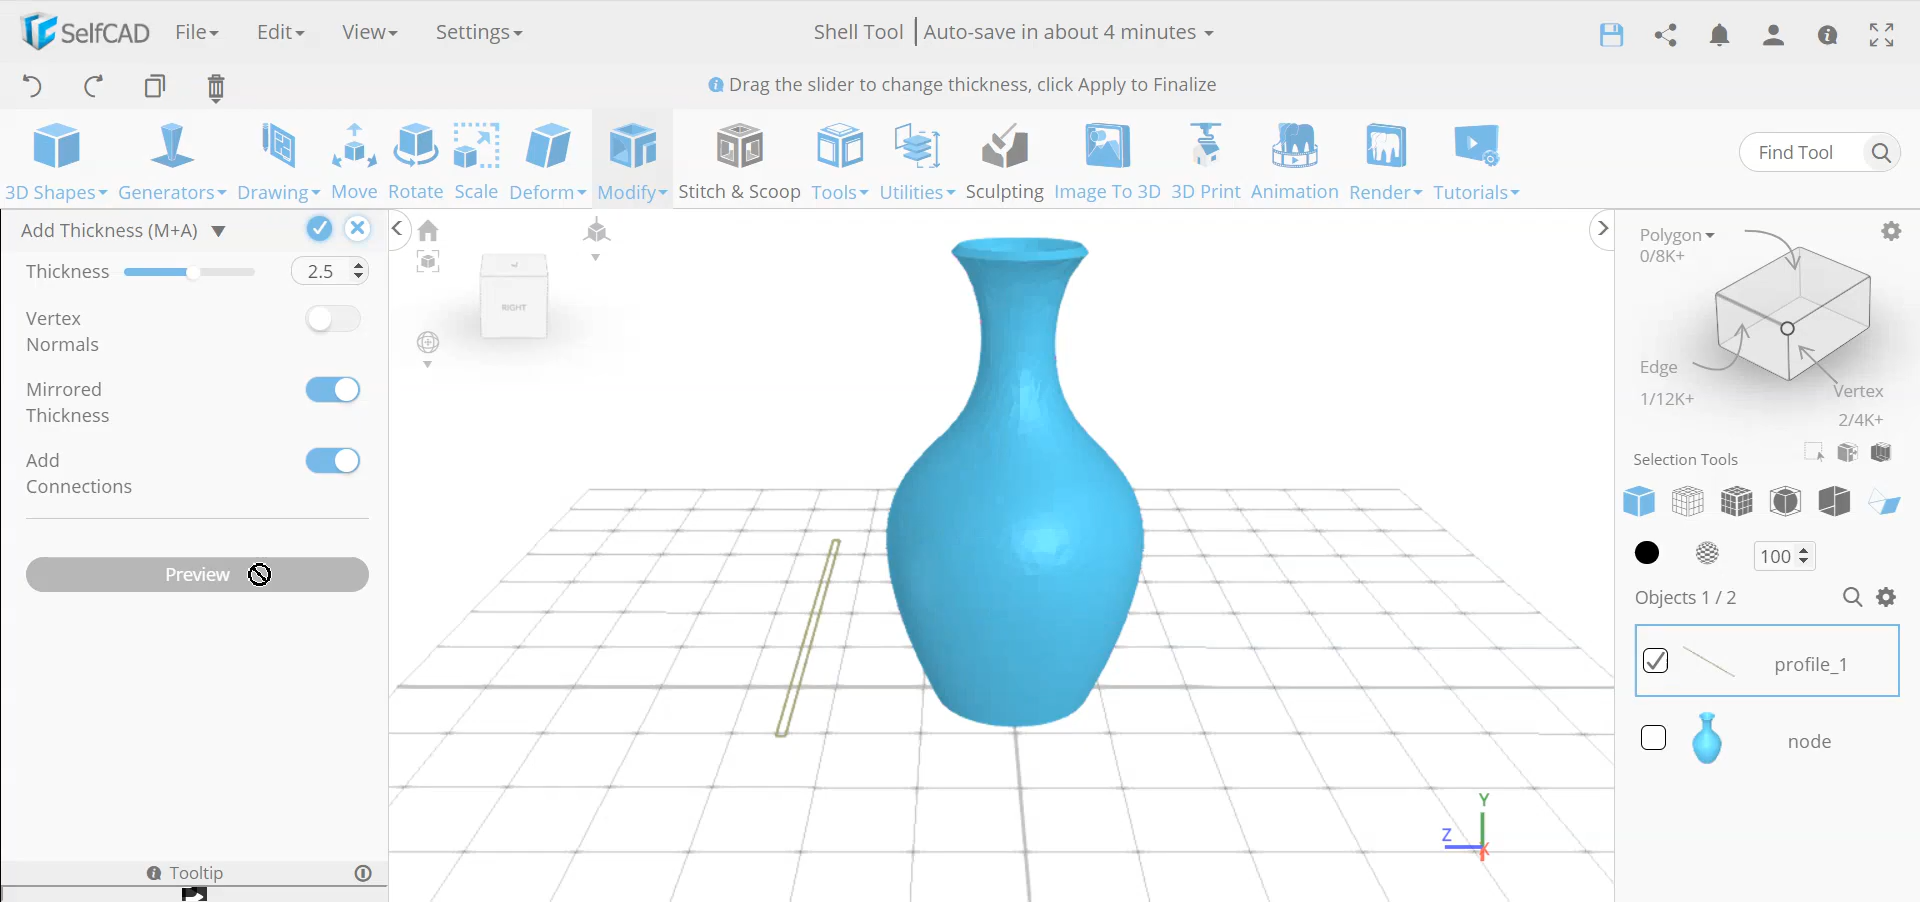 SelfCAD File Edit View Settings Shell Tool Auto-save in about 4 minutes
Drag the slider to change thickness, click Apply to Finalize
3D Shapes Generators Drawing Move Rotate Scale Deform Modify Stitch & Scoop Tools Utilities Sculpting Image To 3D 3D Print Animation Render Tutorials Find Tool
Add Thickness (M+A)
Thickness 2.5
Vertex
Normals
Mirrored
Thickness
Add
Connections
Preview
Tooltip
RIGHT
Y
Z
X
Polygon
0/8K+
Edge
1/12K+
Vertex
2/4K+
Selection Tools
100
Objects 1 / 2
profile_1
node